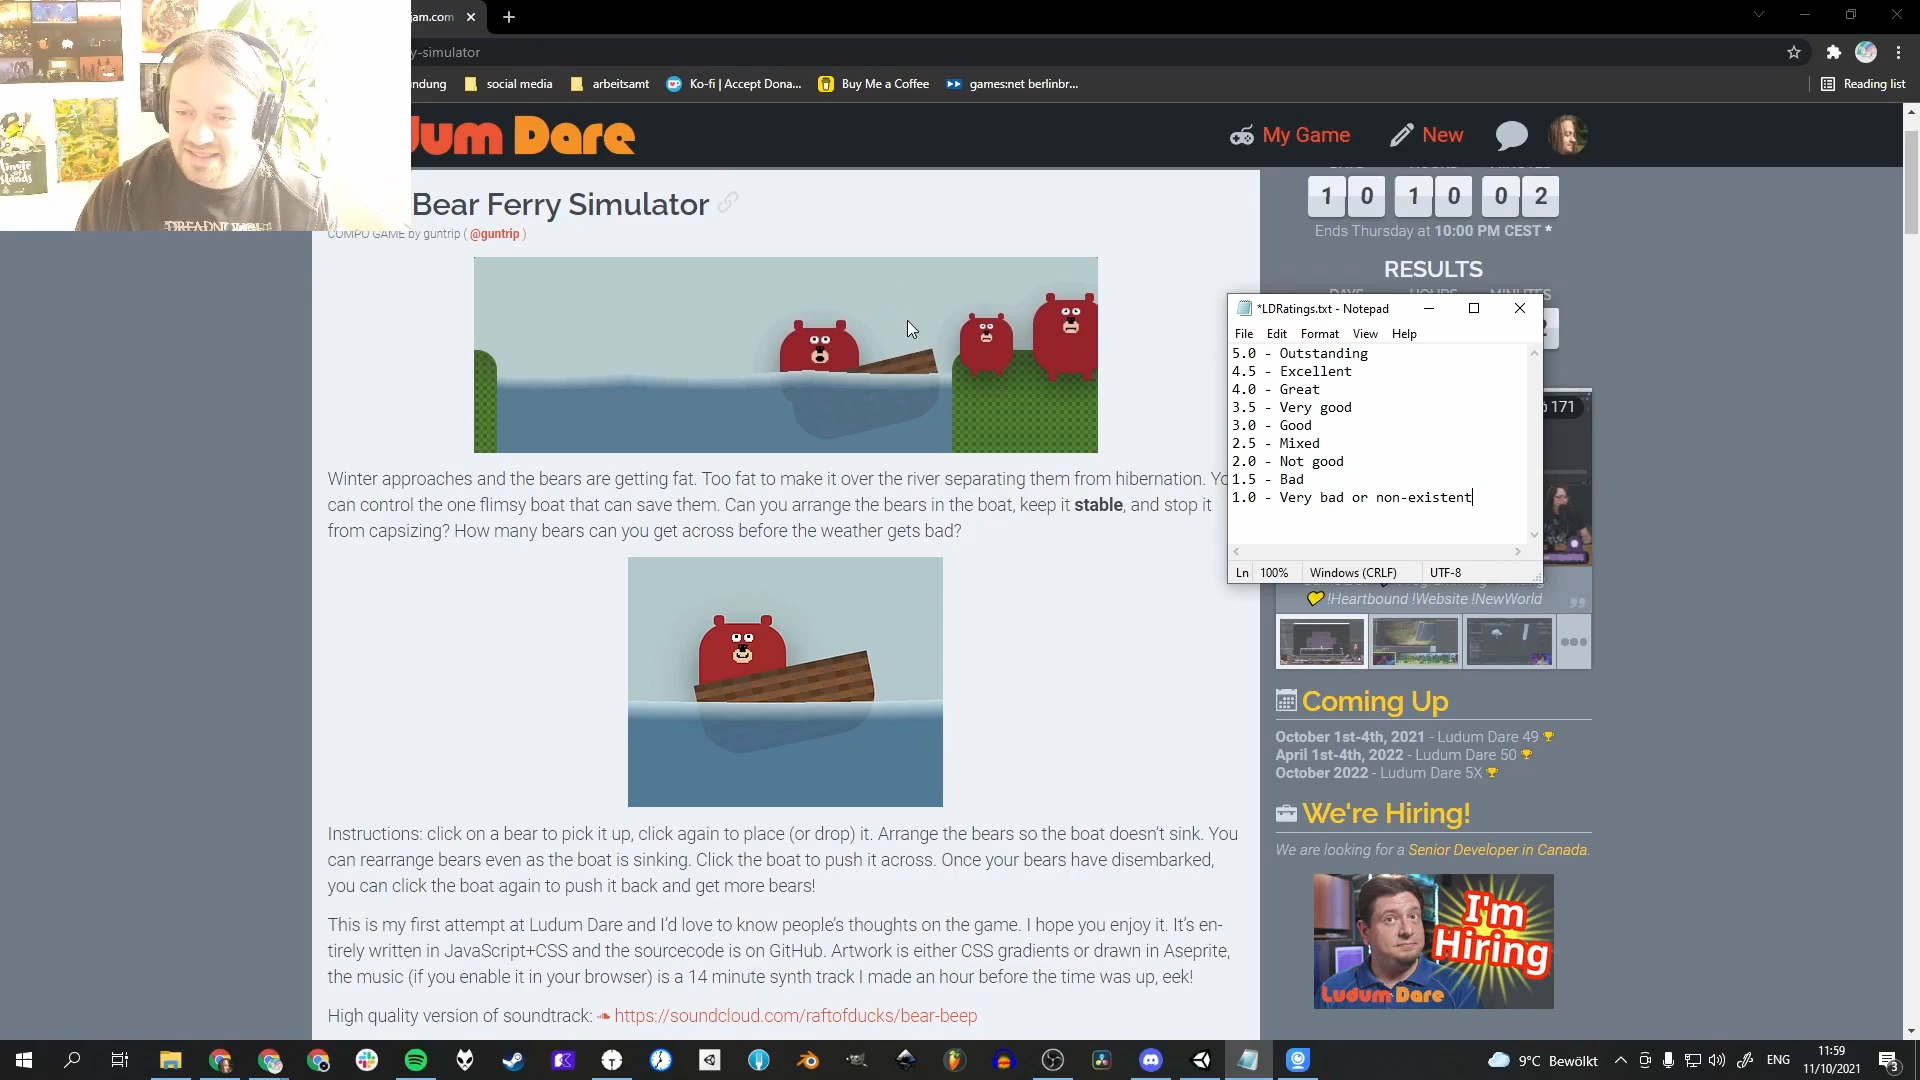 jam.com
y-simulator
ndung
social media
arbeitsamt
Ko-fi | Accept Dona...
Buy Me a Coffee
games:net berlinbr...
Reading list
dum Dare
My Game
New
10 10 02
Ends Thursday at 10:00 PM CEST *
RESULTS
DAYS HOURS MINUTES
Bear Ferry Simulator
COMPO GAME by guntrip ( @guntrip )
Winter approaches and the bears are getting fat. Too fat to make it over the river separating them from hibernation. Yo
can control the one flimsy boat that can save them. Can you arrange the bears in the boat, keep it stable, and stop it
from capsizing? How many bears can you get across before the weather gets bad?
Instructions: click on a bear to pick it up, click again to place (or drop) it. Arrange the bears so the boat doesn't sink. You
can rearrange bears even as the boat is sinking. Click the boat to push it across. Once your bears have disembarked,
you can click the boat again to push it back and get more bears!
This is my first attempt at Ludum Dare and I'd love to know people's thoughts on the game. I hope you enjoy it. It's en-
tirely written in JavaScript+CSS and the sourcecode is on GitHub. Artwork is either CSS gradients or drawn in Aseprite,
the music (if you enable it in your browser) is a 14 minute synth track I made an hour before the time was up, eek!
High quality version of soundtrack: https://soundcloud.com/raftofducks/bear-beep
*LDRatings.txt - Notepad
File Edit Format View Help
5.0 - Outstanding
4.5 - Excellent
4.0 - Great
3.5 - Very good
3.0 - Good
2.5 - Mixed
2.0 - Not good
1.5 - Bad
1.0 - Very bad or non-existent
Ln 100% Windows (CRLF) UTF-8
171
!Heartbound !Website !NewWorld
Coming Up
October 1st-4th, 2021 - Ludum Dare 49
April 1st-4th, 2022 - Ludum Dare 50
October 2022 - Ludum Dare 5X
We're Hiring!
We are looking for a Senior Developer in Canada.
I'm
Hiring
Ludum Dare
9°C Bewölkt
ENG
11:59
11/10/2021
3